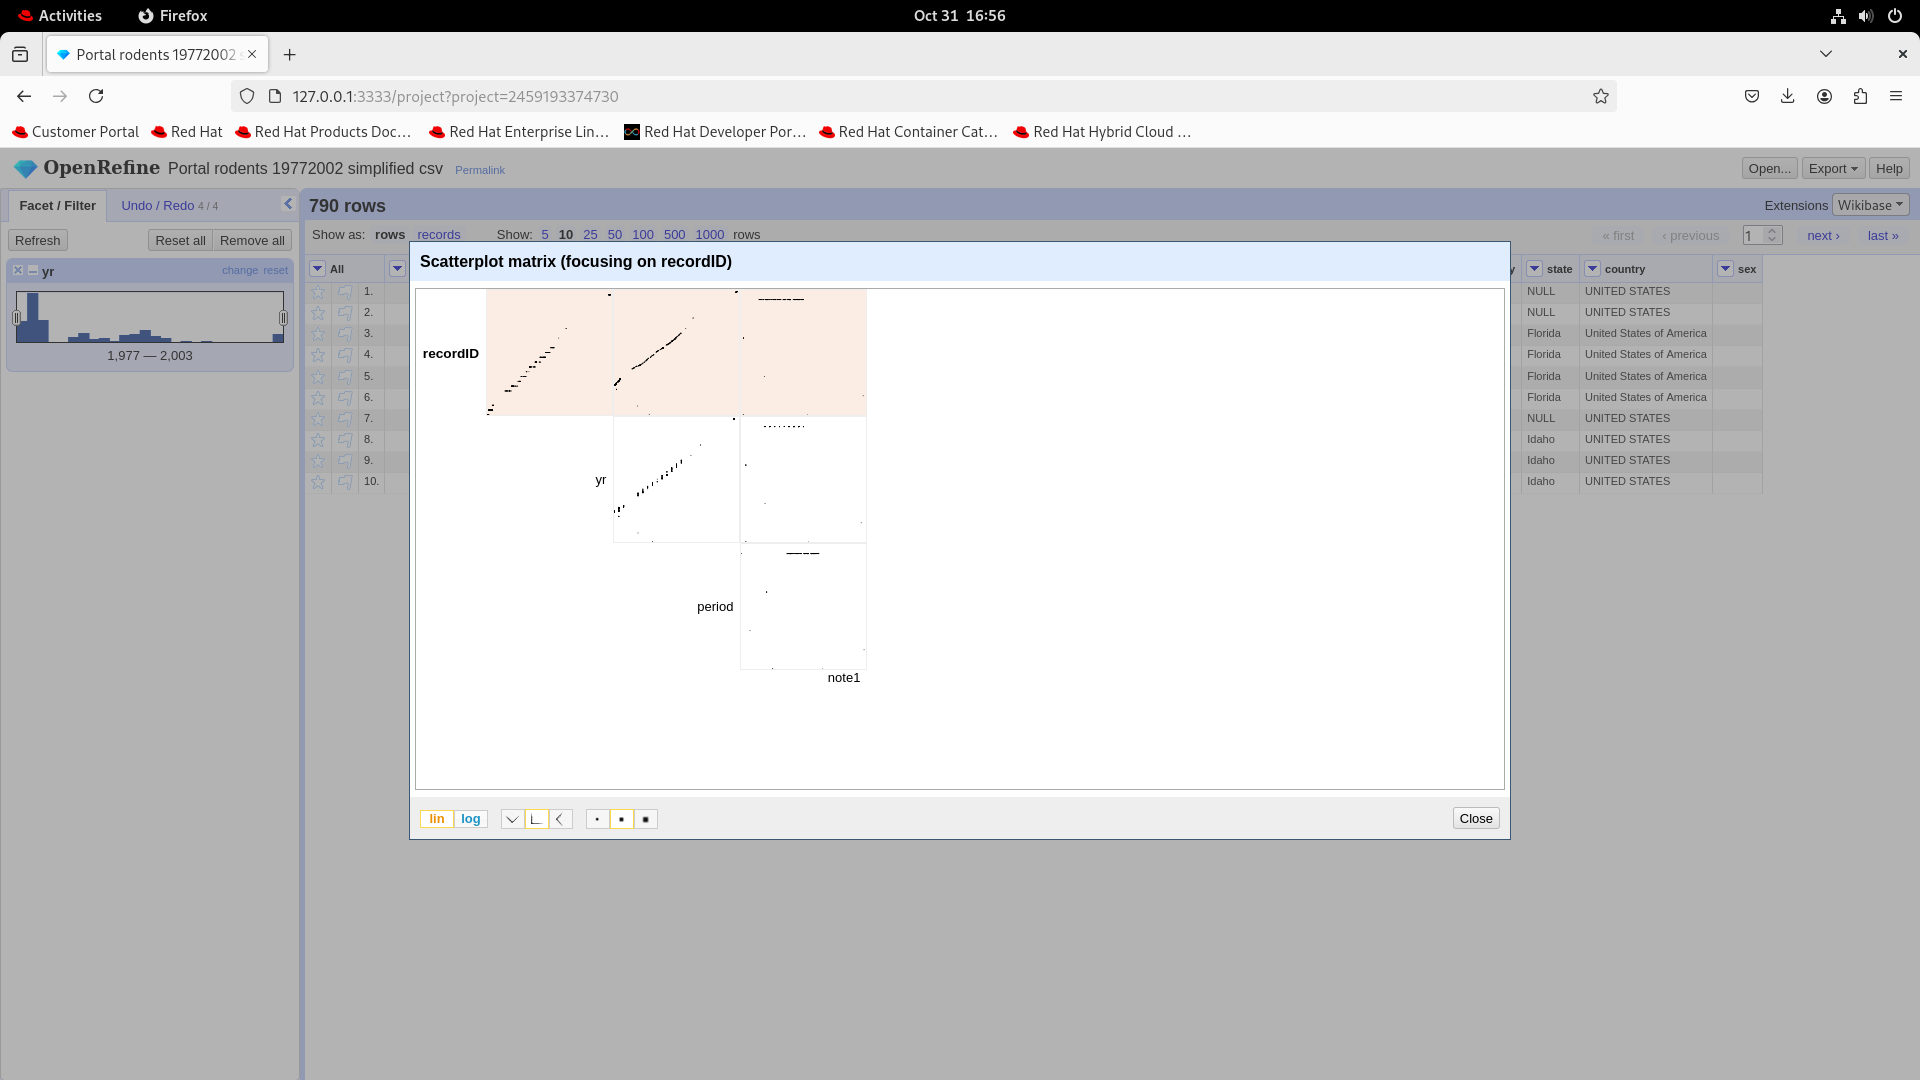 Activities
Firefox
Oct 31 16:56
Portal rodents 19772002
127.0.0.1:3333/project?project=2459193374730
Customer Portal
Red Hat
Red Hat Products Doc…
Red Hat Enterprise Lin…
Red Hat Developer Por…
Red Hat Container Cat…
Red Hat Hybrid Cloud …
OpenRefine Portal rodents 19772002 simplified csv Permalink
Open... Export Help
Facet / Filter Undo / Redo 4 / 4
790 rows
Extensions Wikibase
Refresh Reset all Remove all
Show as: rows records Show: 5 10 25 50 100 500 1000 rows
« first ‹ previous 1 next › last »
yr change reset
1,977 — 2,003
All y state country sex
1. NULL UNITED STATES
2. NULL UNITED STATES
3. Florida United States of America
4. Florida United States of America
5. Florida United States of America
6. Florida United States of America
7. NULL UNITED STATES
8. Idaho UNITED STATES
9. Idaho UNITED STATES
10. Idaho UNITED STATES
Scatterplot matrix (focusing on recordID)
recordID
yr
period
note1
lin log
Close